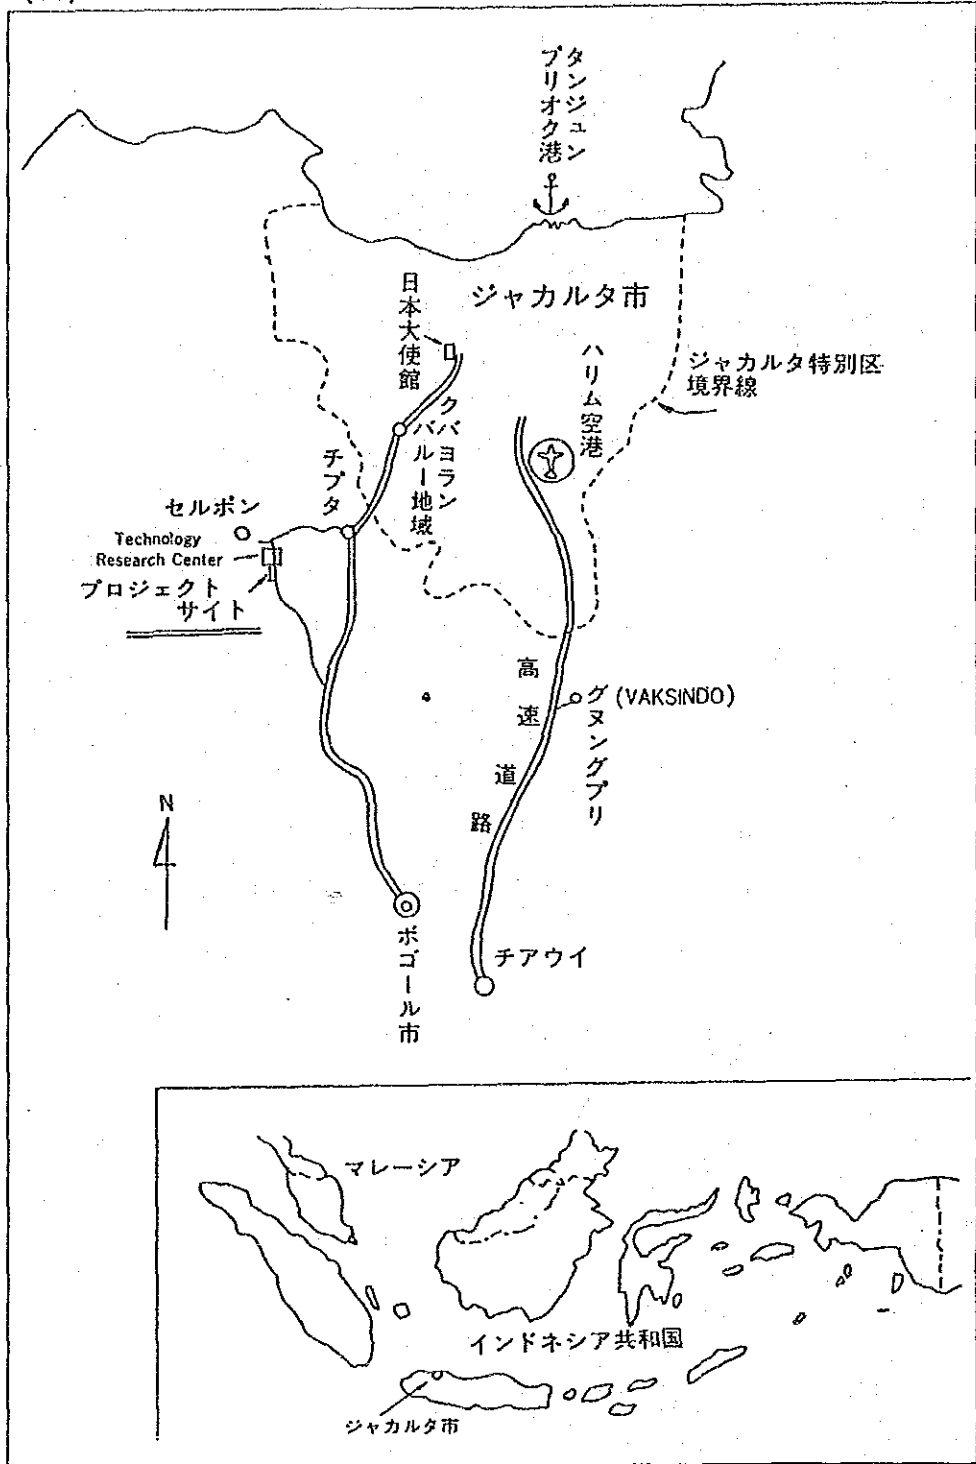 タンジュン
プリオク港
日本大使館
ジャカルタ市
ハリム空港
ジャカルタ特別区
境界線
クバヨラン
バルー地域
チプタ
セルポン
Technology
Research Center
プロジェクト
サイト
高速道路
グヌングプリ
(VAKSINDO)
N
ボゴール市
チアウイ
マレーシア
インドネシア共和国
ジャカルタ市